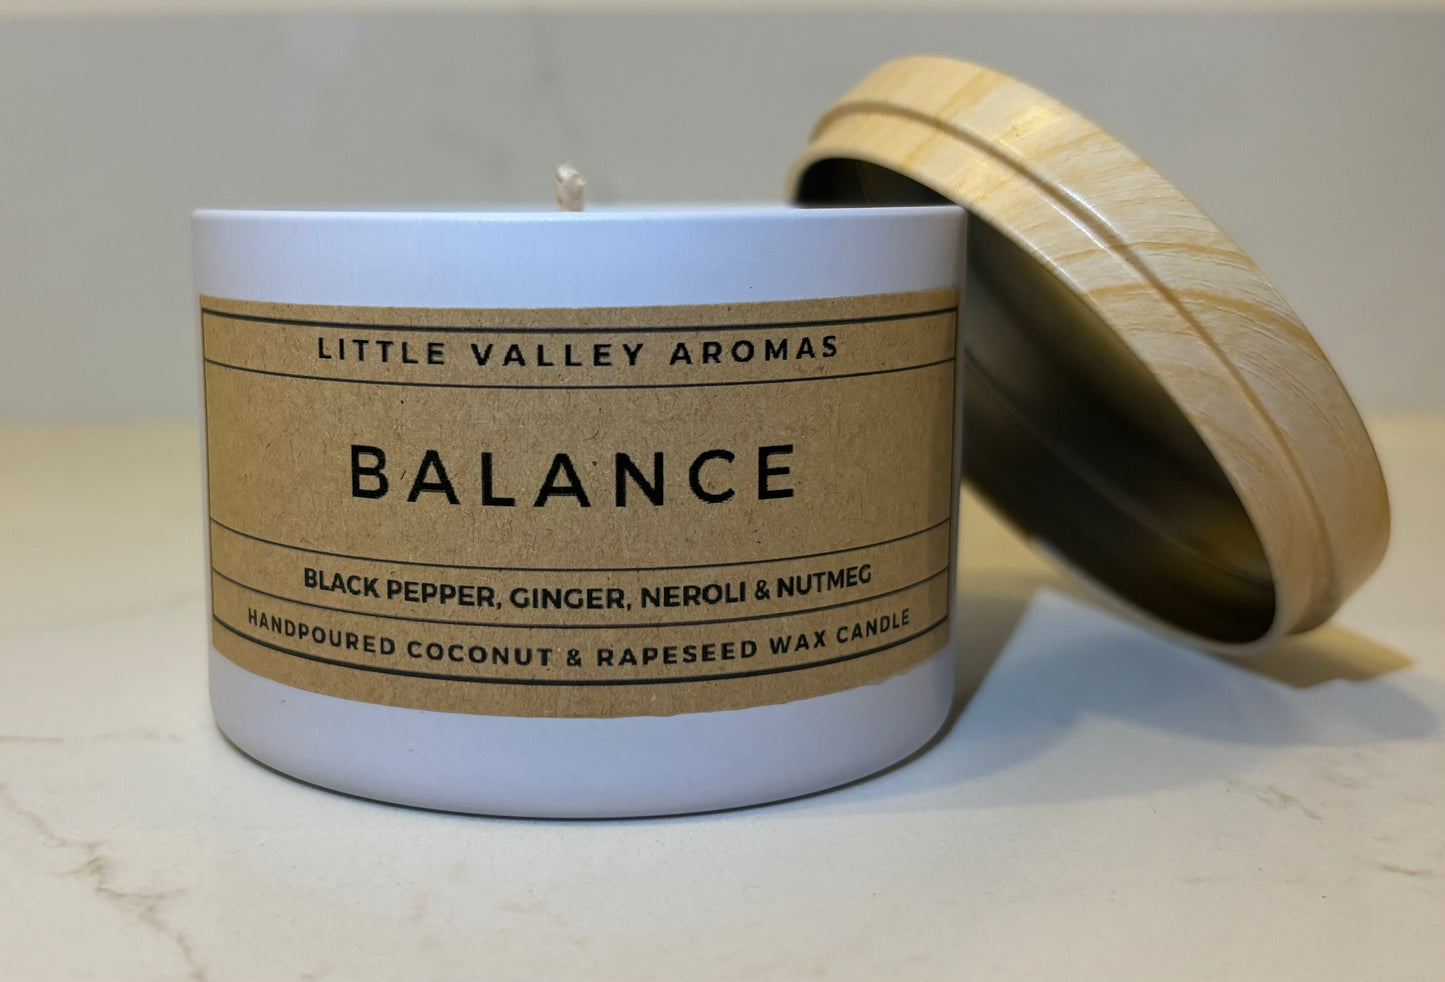 LITTLE VALLEY AROMAS
BALANCE
BLACK PEPPER, GINGER, NEROLI & NUTMEG
HANDPOURED COCONUT & RAPESEED WAX CANDLE